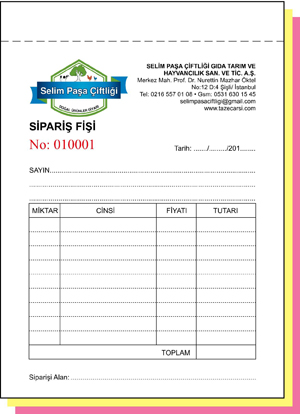 SELİM PAŞA ÇİFTLİĞİ GIDA TARIM VE
HAYVANCILIK SAN. VE TİC. A.Ş.
Merkez Mah. Prof. Dr. Nurettin Mazhar Öktel
No:12 D:4 Şişli/ İstanbul
Tel: 0216 557 01 08 • Gsm: 0531 630 15 45
selimpasaciftligi@gmail.com
www.tazecarsi.com
Selim Paşa Çiftliği
DOĞAL ÜRÜNLER DİYARI
SİPARİŞ FİŞİ
No: 010001
Tarih: ....../........./201........
SAYIN
MİKTAR CİNSİ FİYATI TUTARI
TOPLAM
Siparişi Alan: